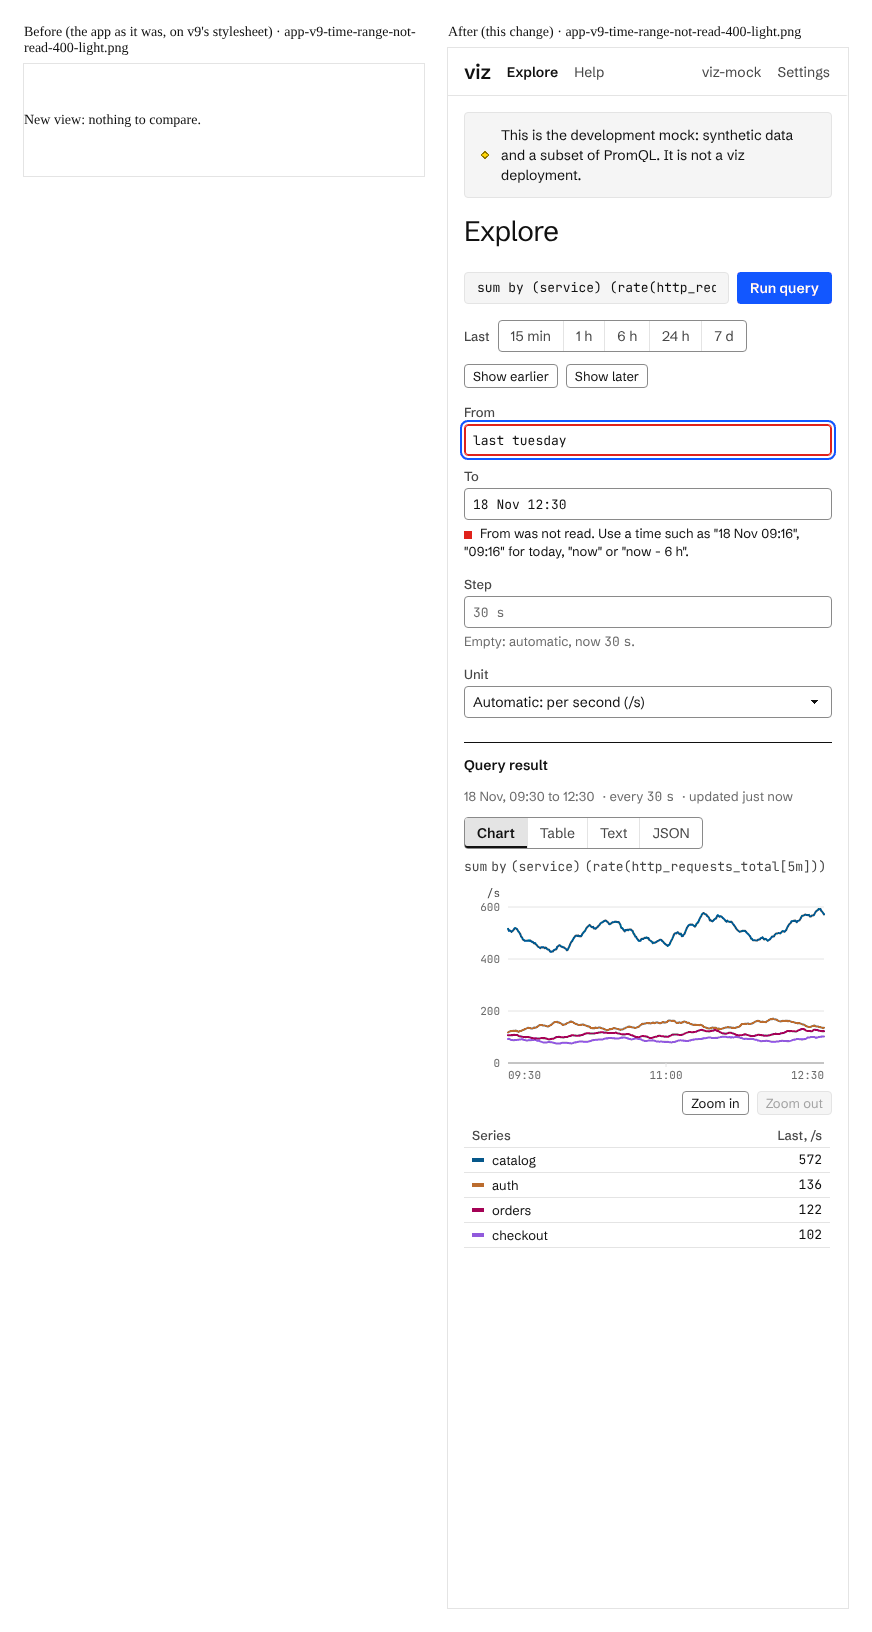 Before (the app as it was, on v9's stylesheet) · app-v9-time-range-not-
read-400-light.png
New view: nothing to compare.
After (this change) · app-v9-time-range-not-read-400-light.png
viz Explore Help viz-mock Settings
This is the development mock: synthetic data
and a subset of PromQL. It is not a viz
deployment.
Explore
sum by (service) (rate(http_rec Run query
Last 15 min 1 h 6 h 24 h 7 d
Show earlier Show later
From
last tuesday
To
18 Nov 12:30
From was not read. Use a time such as "18 Nov 09:16",
"09:16" for today, "now" or "now - 6 h".
Step
30 s
Empty: automatic, now 30 s.
Unit
Automatic: per second (/s)
Query result
18 Nov, 09:30 to 12:30 · every 30 s · updated just now
Chart Table Text JSON
sum by (service) (rate(http_requests_total[5m]))
/s
600
400
200
0
09:30 11:00 12:30
Zoom in Zoom out
Series Last, /s
catalog 572
auth 136
orders 122
checkout 102